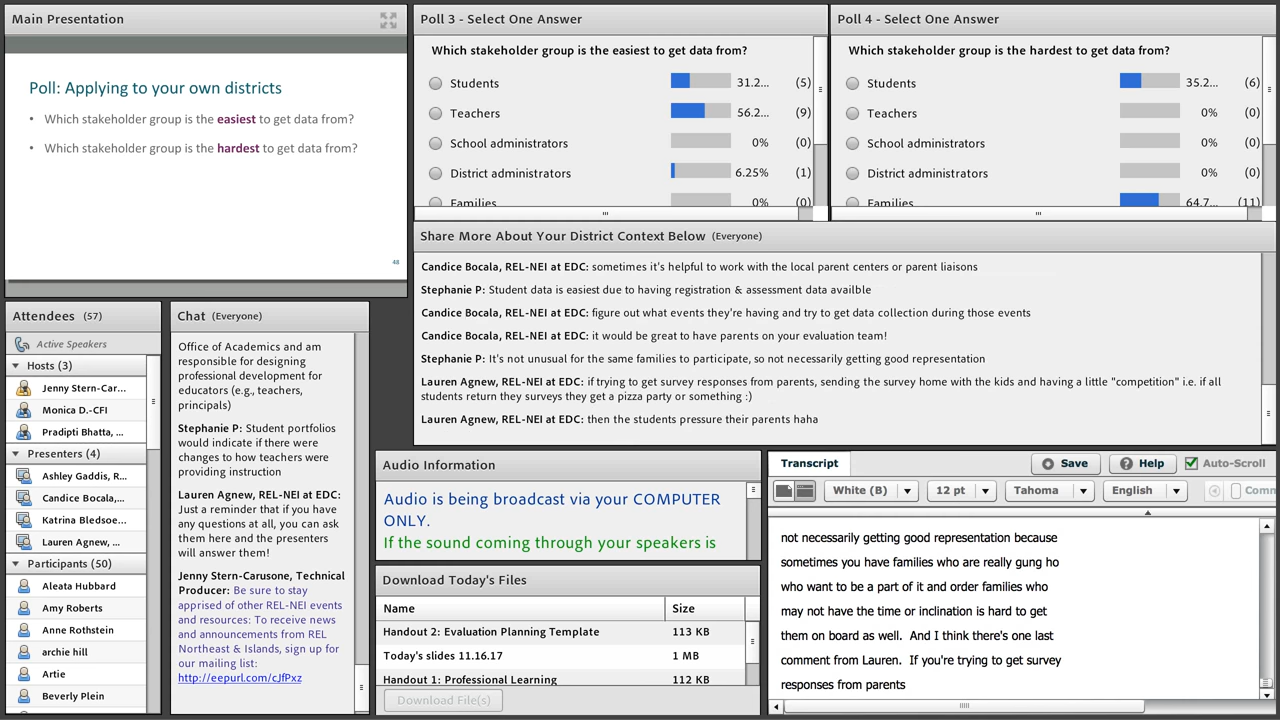 Main Presentation
Poll: Applying to your own districts
• Which stakeholder group is the easiest to get data from?
• Which stakeholder group is the hardest to get data from?
48
Poll 3 - Select One Answer
Which stakeholder group is the easiest to get data from?
Students 31.2... (5)
Teachers 56.2... (9)
School administrators 0% (0)
District administrators 6.25% (1)
Families 0% (0)
Poll 4 - Select One Answer
Which stakeholder group is the hardest to get data from?
Students 35.2... (6)
Teachers 0% (0)
School administrators 0% (0)
District administrators 0% (0)
Families 64.7... (11)
Share More About Your District Context Below (Everyone)
Candice Bocala, REL-NEI at EDC: sometimes it's helpful to work with the local parent centers or parent liaisons
Stephanie P: Student data is easiest due to having registration & assessment data availble
Candice Bocala, REL-NEI at EDC: figure out what events they're having and try to get data collection during those events
Candice Bocala, REL-NEI at EDC: it would be great to have parents on your evaluation team!
Stephanie P: It's not unusual for the same families to participate, so not necessarily getting good representation
Lauren Agnew, REL-NEI at EDC: if trying to get survey responses from parents, sending the survey home with the kids and having a little "competition" i.e. if all
students return they surveys they get a pizza party or something :)
Lauren Agnew, REL-NEI at EDC: then the students pressure their parents haha
Attendees (57)
Active Speakers
Hosts (3)
Jenny Stern-Car...
Monica D.-CFI
Pradipti Bhatta, ...
Presenters (4)
Ashley Gaddis, R...
Candice Bocala,...
Katrina Bledsoe...
Lauren Agnew, ...
Participants (50)
Aleata Hubbard
Amy Roberts
Anne Rothstein
archie hill
Artie
Beverly Plein
Chat (Everyone)
Office of Academics and am
responsible for designing
professional development for
educators (e.g., teachers,
principals)
Stephanie P: Student portfolios
would indicate if there were
changes to how teachers were
providing instruction
Lauren Agnew, REL-NEI at EDC:
Just a reminder that if you have
any questions at all, you can ask
them here and the presenters
will answer them!
Jenny Stern-Carusone, Technical
Producer: Be sure to stay
apprised of other REL-NEI events
and resources: To receive news
and announcements from REL
Northeast & Islands, sign up for
our mailing list:
http://eepurl.com/cJfPxz
Audio Information
Audio is being broadcast via your COMPUTER
ONLY.
If the sound coming through your speakers is
Download Today's Files
Name Size
Handout 2: Evaluation Planning Template 113 KB
Today's slides 11.16.17 1 MB
Handout 1: Professional Learning 112 KB
Download File(s)
Transcript Save Help Auto-Scroll
White (B) 12 pt Tahoma English Comm
not necessarily getting good representation because
sometimes you have families who are really gung ho
who want to be a part of it and order families who
may not have the time or inclination is hard to get
them on board as well. And I think there's one last
comment from Lauren. If you're trying to get survey
responses from parents